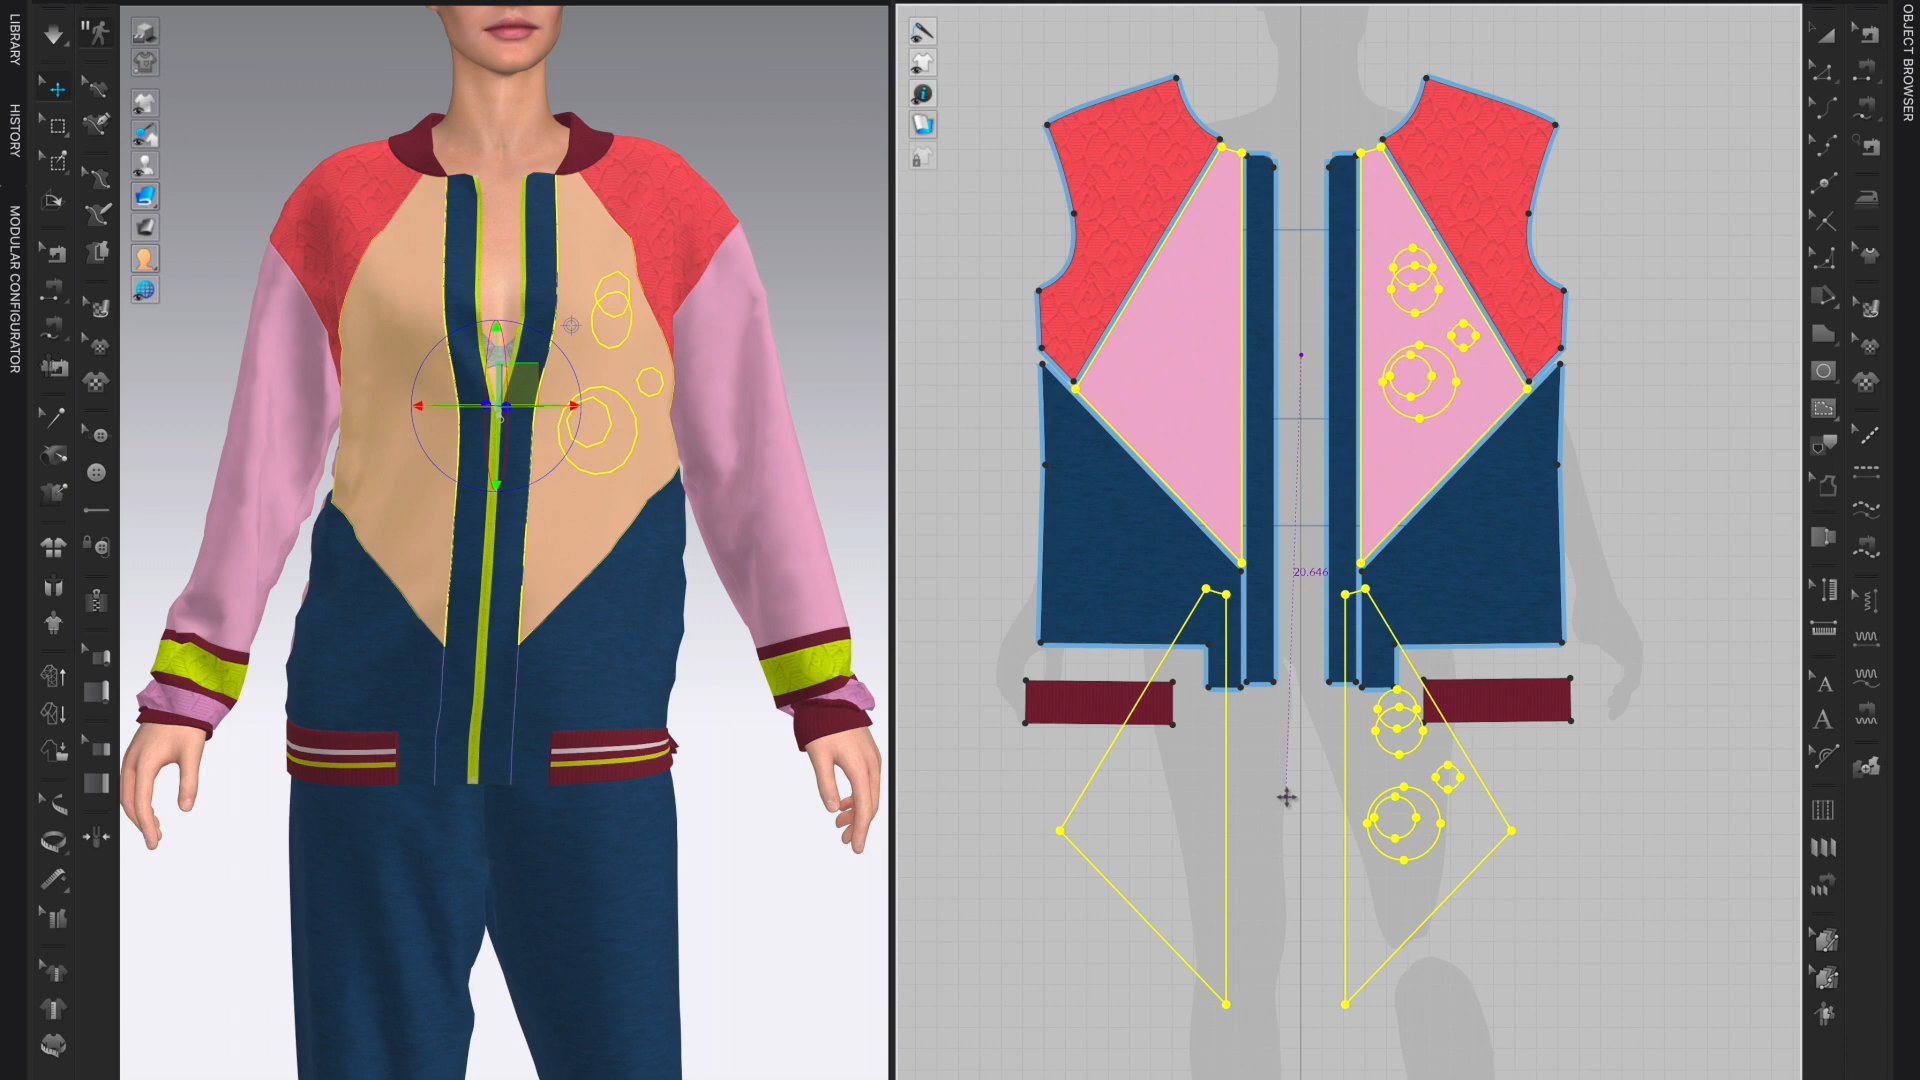 LIBRARY
HISTORY
MODULAR CONFIGURATOR
20.646
OBJECT BROWSER
A
A